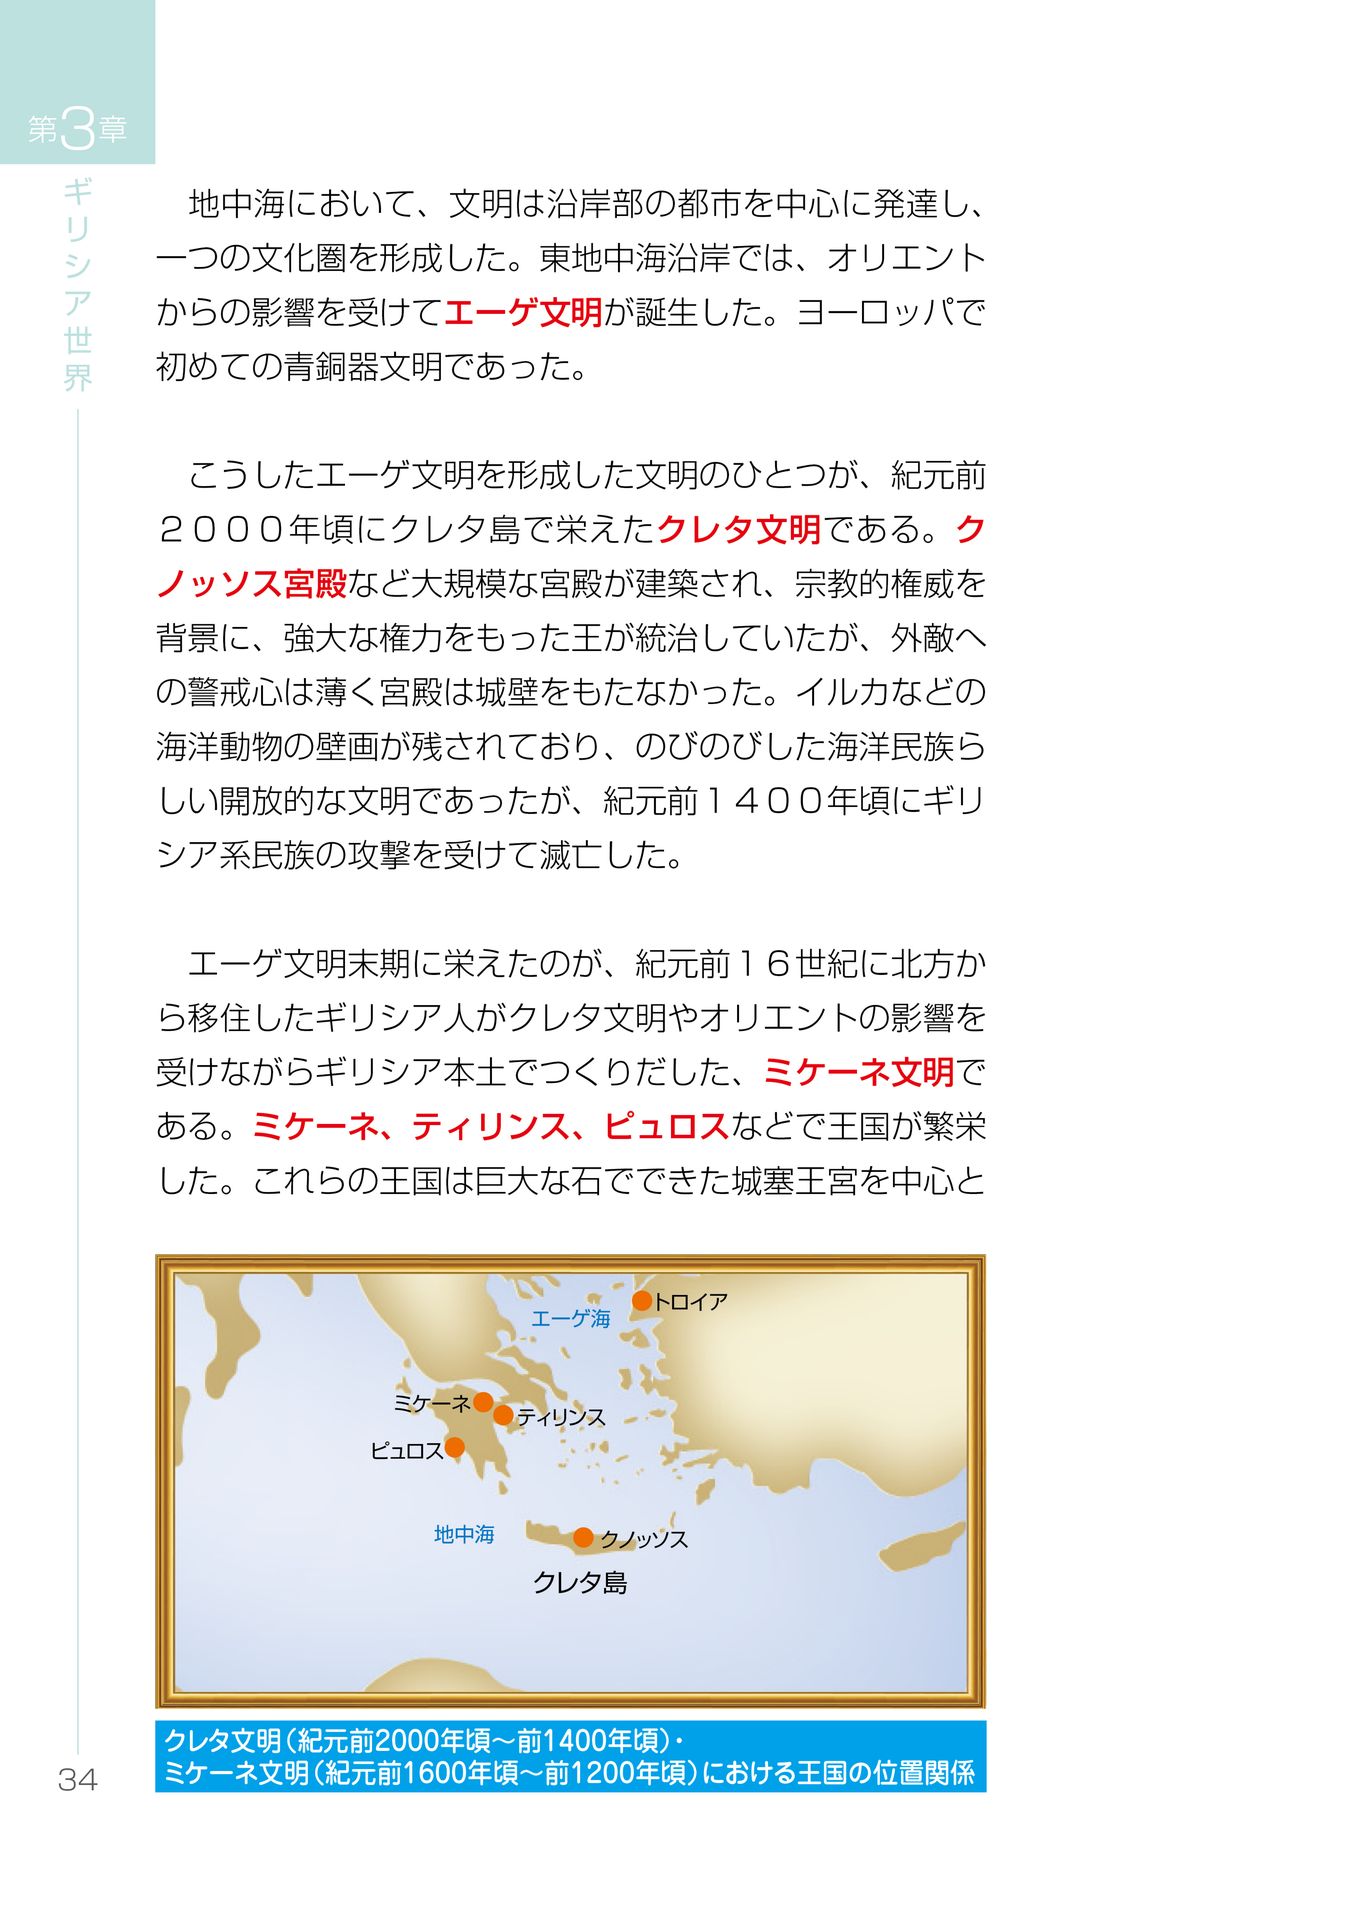 第3章
ギリシア世界
　地中海において、文明は沿岸部の都市を中心に発達し、
一つの文化圏を形成した。東地中海沿岸では、オリエント
からの影響を受けてエーゲ文明が誕生した。ヨーロッパで
初めての青銅器文明であった。
　こうしたエーゲ文明を形成した文明のひとつが、紀元前
２０００年頃にクレタ島で栄えたクレタ文明である。ク
ノッソス宮殿など大規模な宮殿が建築され、宗教的権威を
背景に、強大な権力をもった王が統治していたが、外敵へ
の警戒心は薄く宮殿は城壁をもたなかった。イルカなどの
海洋動物の壁画が残されており、のびのびした海洋民族ら
しい開放的な文明であったが、紀元前１４００年頃にギリ
シア系民族の攻撃を受けて滅亡した。
　エーゲ文明末期に栄えたのが、紀元前１６世紀に北方か
ら移住したギリシア人がクレタ文明やオリエントの影響を
受けながらギリシア本土でつくりだした、ミケーネ文明で
ある。ミケーネ、ティリンス、ピュロスなどで王国が繁栄
した。これらの王国は巨大な石でできた城塞王宮を中心と
トロイア
エーゲ海
ミケーネ
ティリンス
ピュロス
地中海
クノッソス
クレタ島
クレタ文明（紀元前2000年頃～前1400年頃）・
ミケーネ文明（紀元前1600年頃～前1200年頃）における王国の位置関係
34